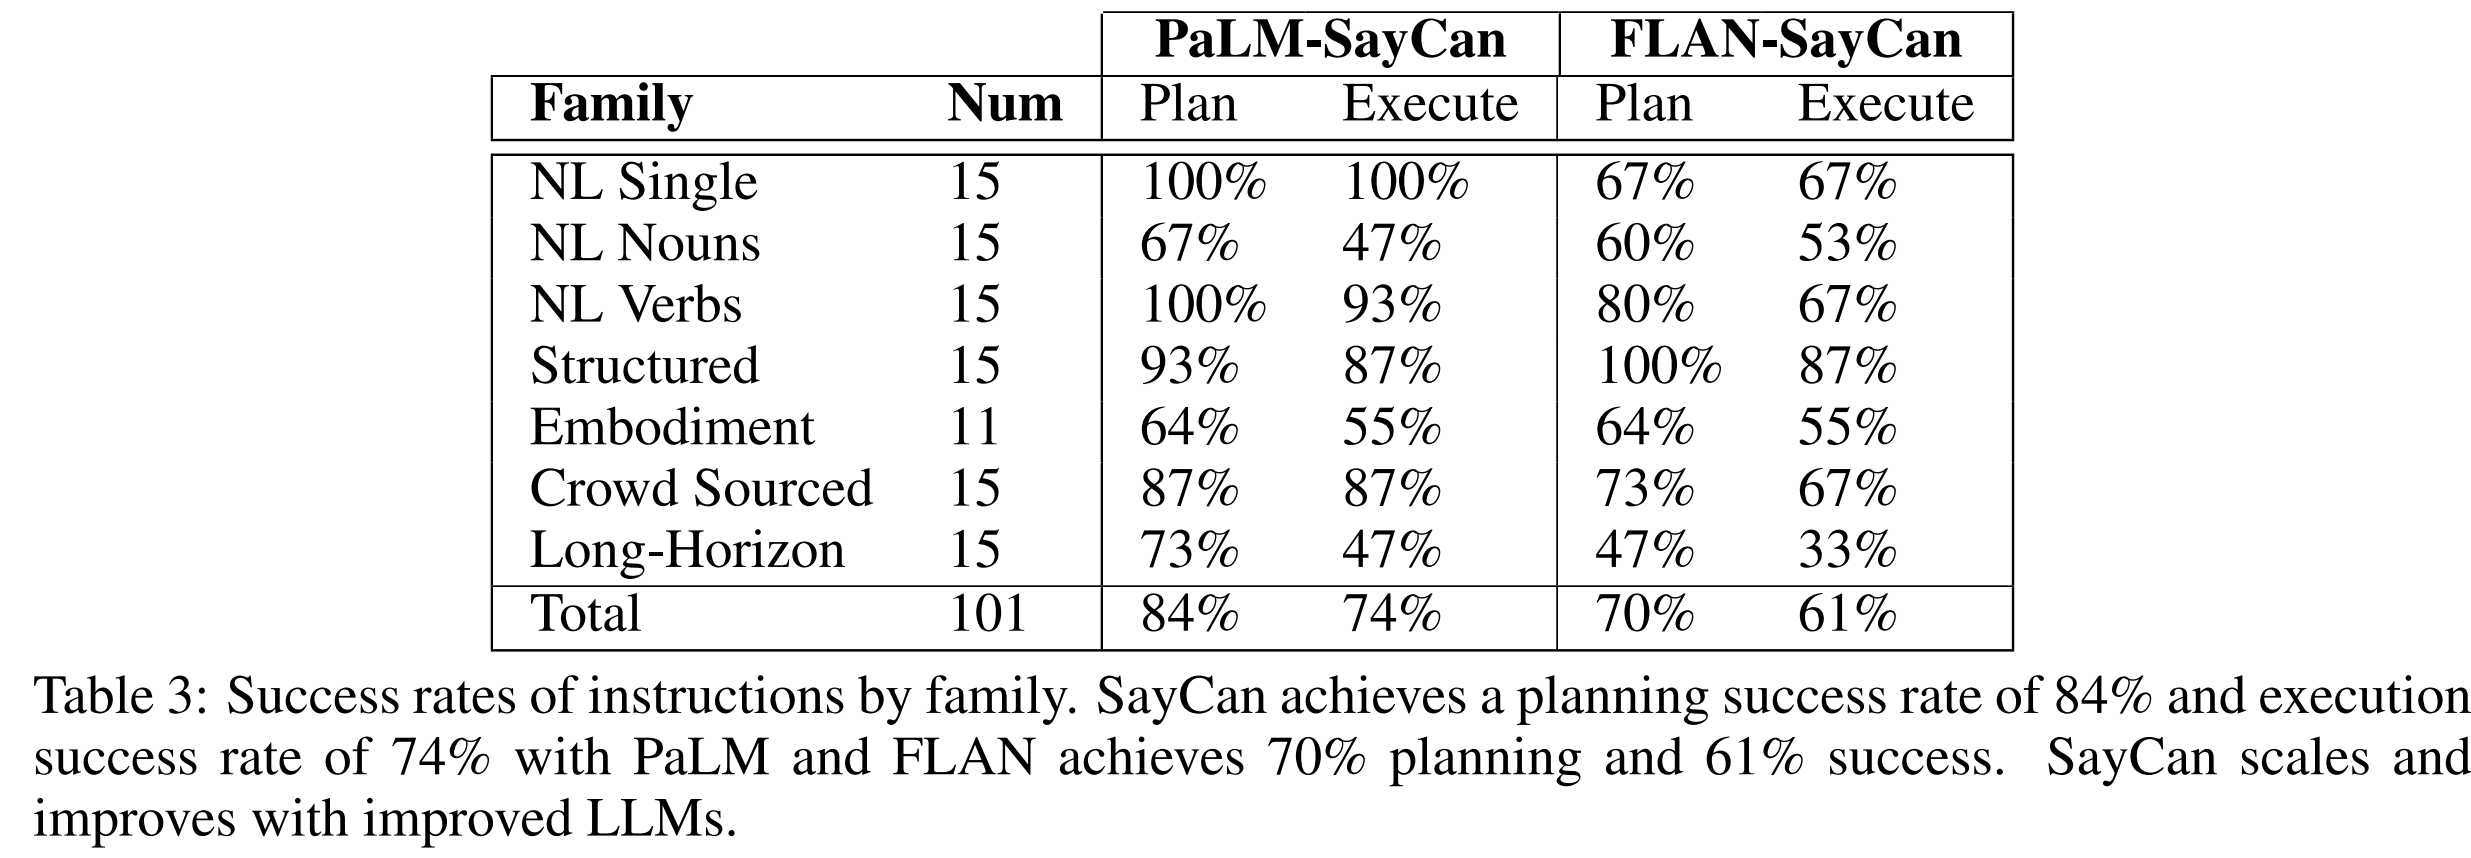 PaLM-SayCan FLAN-SayCan
Family Num Plan Execute Plan Execute
NL Single 15 100% 100% 67% 67%
NL Nouns 15 67% 47% 60% 53%
NL Verbs 15 100% 93% 80% 67%
Structured 15 93% 87% 100% 87%
Embodiment 11 64% 55% 64% 55%
Crowd Sourced 15 87% 87% 73% 67%
Long-Horizon 15 73% 47% 47% 33%
Total 101 84% 74% 70% 61%
Table 3: Success rates of instructions by family. SayCan achieves a planning success rate of 84% and execution
success rate of 74% with PaLM and FLAN achieves 70% planning and 61% success. SayCan scales and
improves with improved LLMs.